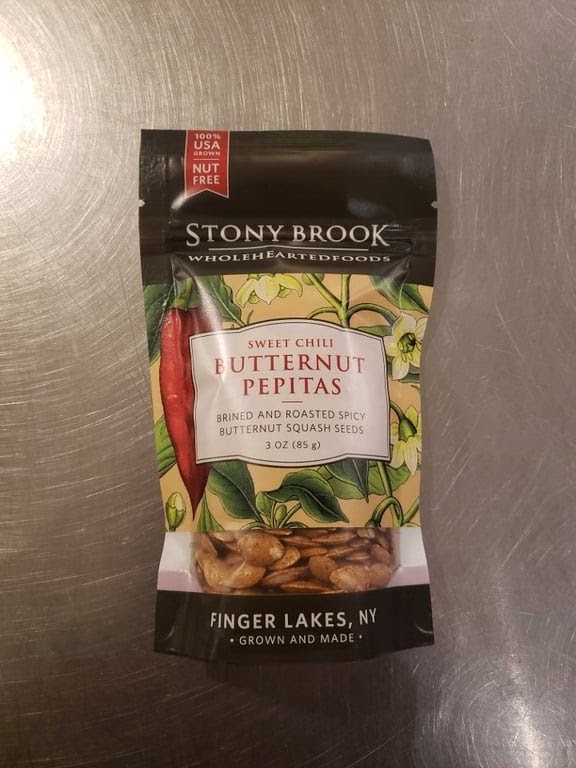 100%
USA
GROWN
NUT
FREE
STONY BROOK
WHOLEHEARTEDFOODS
SWEET CHILI
BUTTERNUT
PEPITAS
BRINED AND ROASTED SPICY
BUTTERNUT SQUASH SEEDS
3 OZ (85 g)
FINGER LAKES, NY
• GROWN AND MADE •